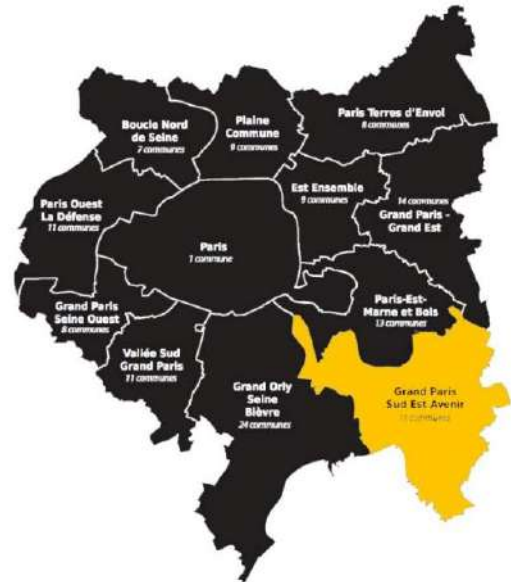 Paris Terres d'Envol
8 communes
Plaine
Commune
9 communes
Boucle Nord
de Seine
7 communes
Est Ensemble
9 communes
14 communes
Grand Paris -
Grand Est
Paris Ouest
La Défense
11 communes
Paris
1 commune
Grand Paris
Seine Ouest
8 communes
Paris-Est-
Marne et Bois
13 communes
Vallée Sud
Grand Paris
11 communes
Grand Orly
Seine
Bièvre
24 communes
Grand Paris
Sud Est Avenir
communes